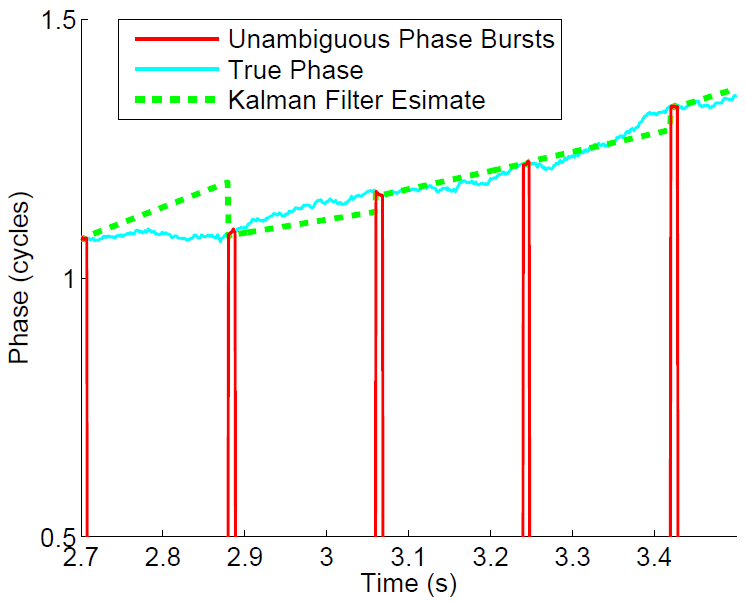 1.5
Unambiguous Phase Bursts
True Phase
Kalman Filter Esimate
Phase (cycles)
1
0.5
2.7 2.8 2.9 3 3.1 3.2 3.3 3.4
Time (s)